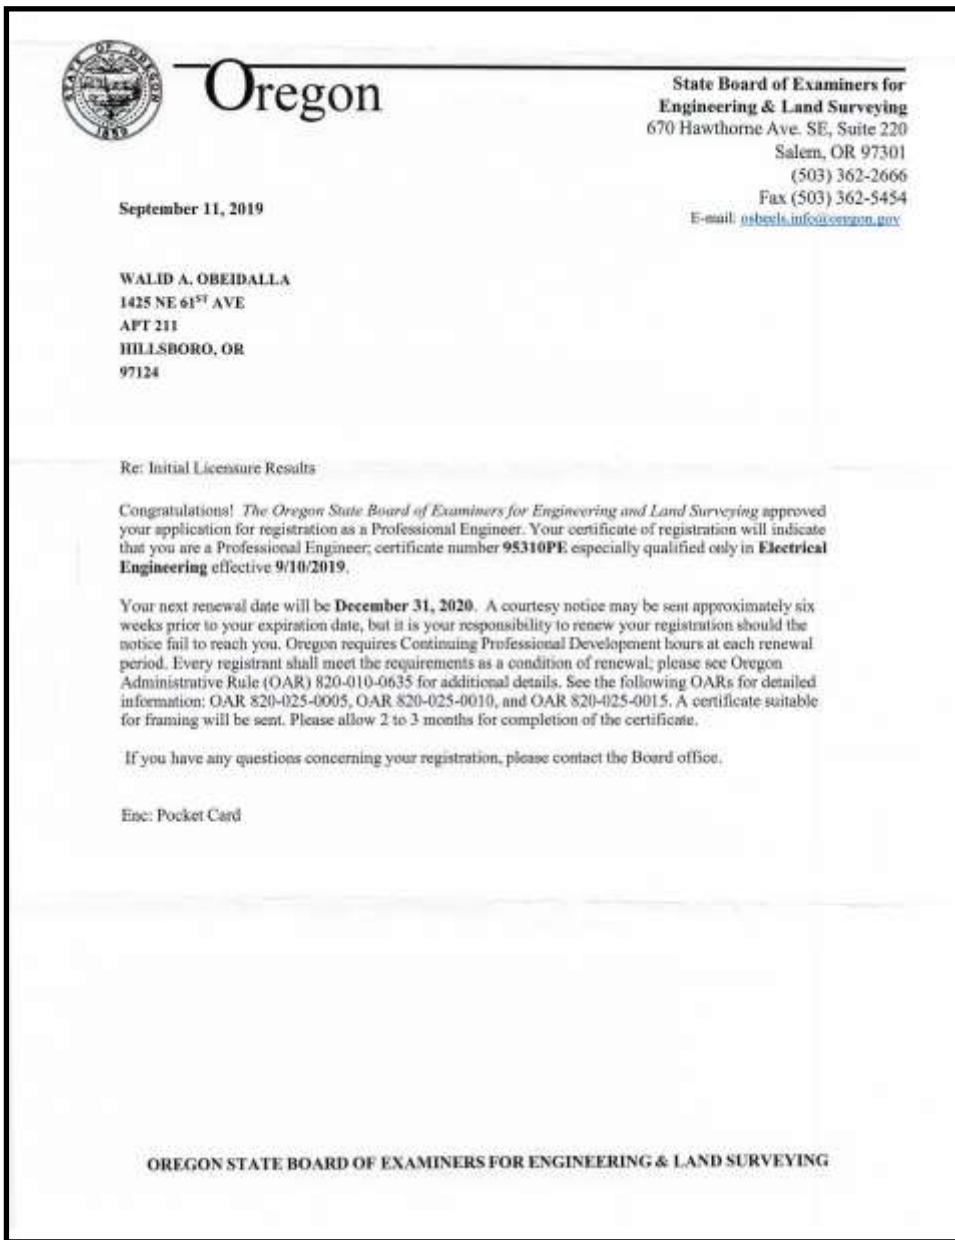 STATE OF OREGON
1859
Oregon
State Board of Examiners for
Engineering & Land Surveying
670 Hawthorne Ave. SE, Suite 220
Salem, OR 97301
(503) 362-2666
Fax (503) 362-5454
E-mail: osbeels.info@oregon.gov
September 11, 2019
WALID A. OBEIDALLA
1425 NE 61ST AVE
APT 211
HILLSBORO, OR
97124
Re: Initial Licensure Results
Congratulations! The Oregon State Board of Examiners for Engineering and Land Surveying approved
your application for registration as a Professional Engineer. Your certificate of registration will indicate
that you are a Professional Engineer; certificate number 95310PE especially qualified only in Electrical
Engineering effective 9/10/2019.
Your next renewal date will be December 31, 2020. A courtesy notice may be sent approximately six
weeks prior to your expiration date, but it is your responsibility to renew your registration should the
notice fail to reach you. Oregon requires Continuing Professional Development hours at each renewal
period. Every registrant shall meet the requirements as a condition of renewal; please see Oregon
Administrative Rule (OAR) 820-010-0635 for additional details. See the following OARs for detailed
information: OAR 820-025-0005, OAR 820-025-0010, and OAR 820-025-0015. A certificate suitable
for framing will be sent. Please allow 2 to 3 months for completion of the certificate.
If you have any questions concerning your registration, please contact the Board office.
Enc: Pocket Card
OREGON STATE BOARD OF EXAMINERS FOR ENGINEERING & LAND SURVEYING